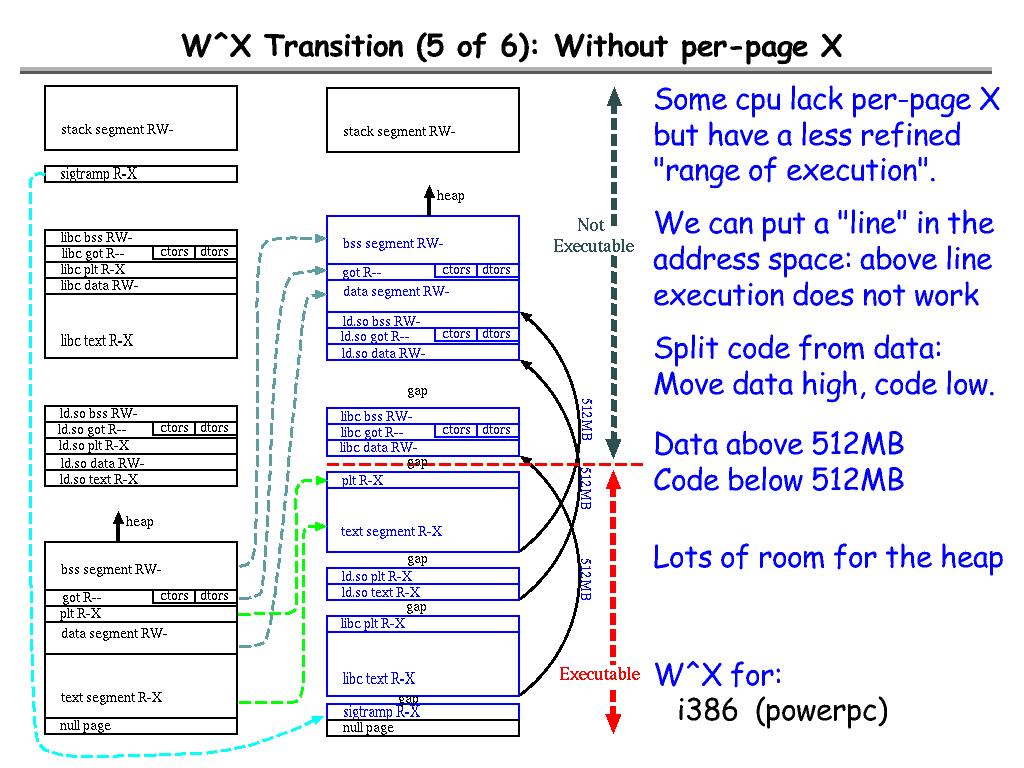 W^X Transition (5 of 6): Without per-page X
stack segment RW-
sigtramp R-X
libc bss RW-
libc got R-- ctors dtors
libc plt R-X
libc data RW-
libc text R-X
ld.so bss RW-
ld.so got R-- ctors dtors
ld.so plt R-X
ld.so data RW-
ld.so text R-X
heap
bss segment RW-
got R-- ctors dtors
plt R-X
data segment RW-
text segment R-X
null page
stack segment RW-
heap
bss segment RW-
got R-- ctors dtors
data segment RW-
ld.so bss RW-
ld.so got R-- ctors dtors
ld.so data RW-
gap
libc bss RW-
libc got R-- ctors dtors
libc data RW-
gap
plt R-X
text segment R-X
gap
ld.so plt R-X
ld.so text R-X
gap
libc plt R-X
libc text R-X
gap
sigtramp R-X
null page
512MB
512MB
512MB
Not
Executable
Executable
Some cpu lack per-page X
but have a less refined
"range of execution".
We can put a "line" in the
address space: above line
execution does not work
Split code from data:
Move data high, code low.
Data above 512MB
Code below 512MB
Lots of room for the heap
W^X for:
i386 (powerpc)